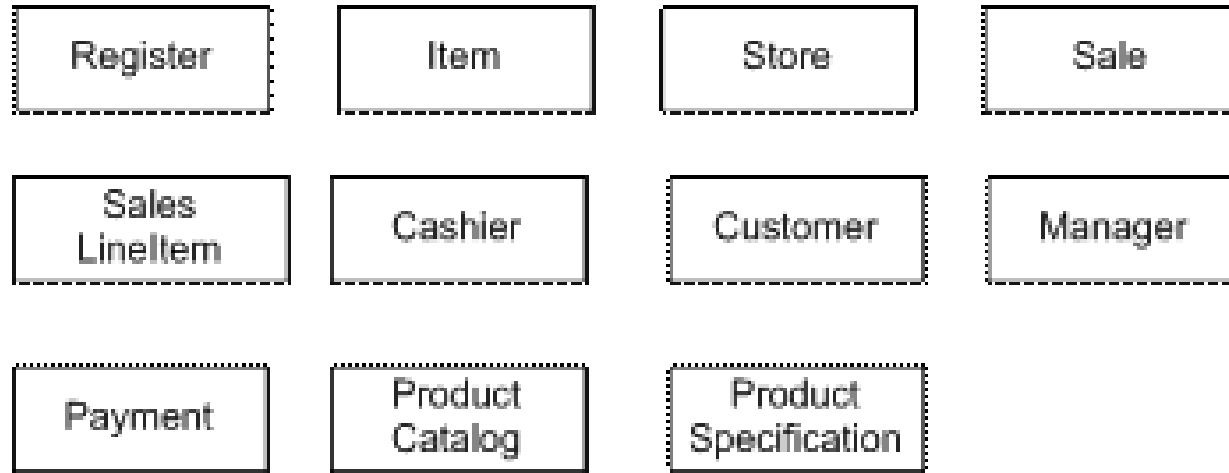 Register
Item
Store
Sale
Sales
LineItem
Cashier
Customer
Manager
Payment
Product
Catalog
Product
Specification